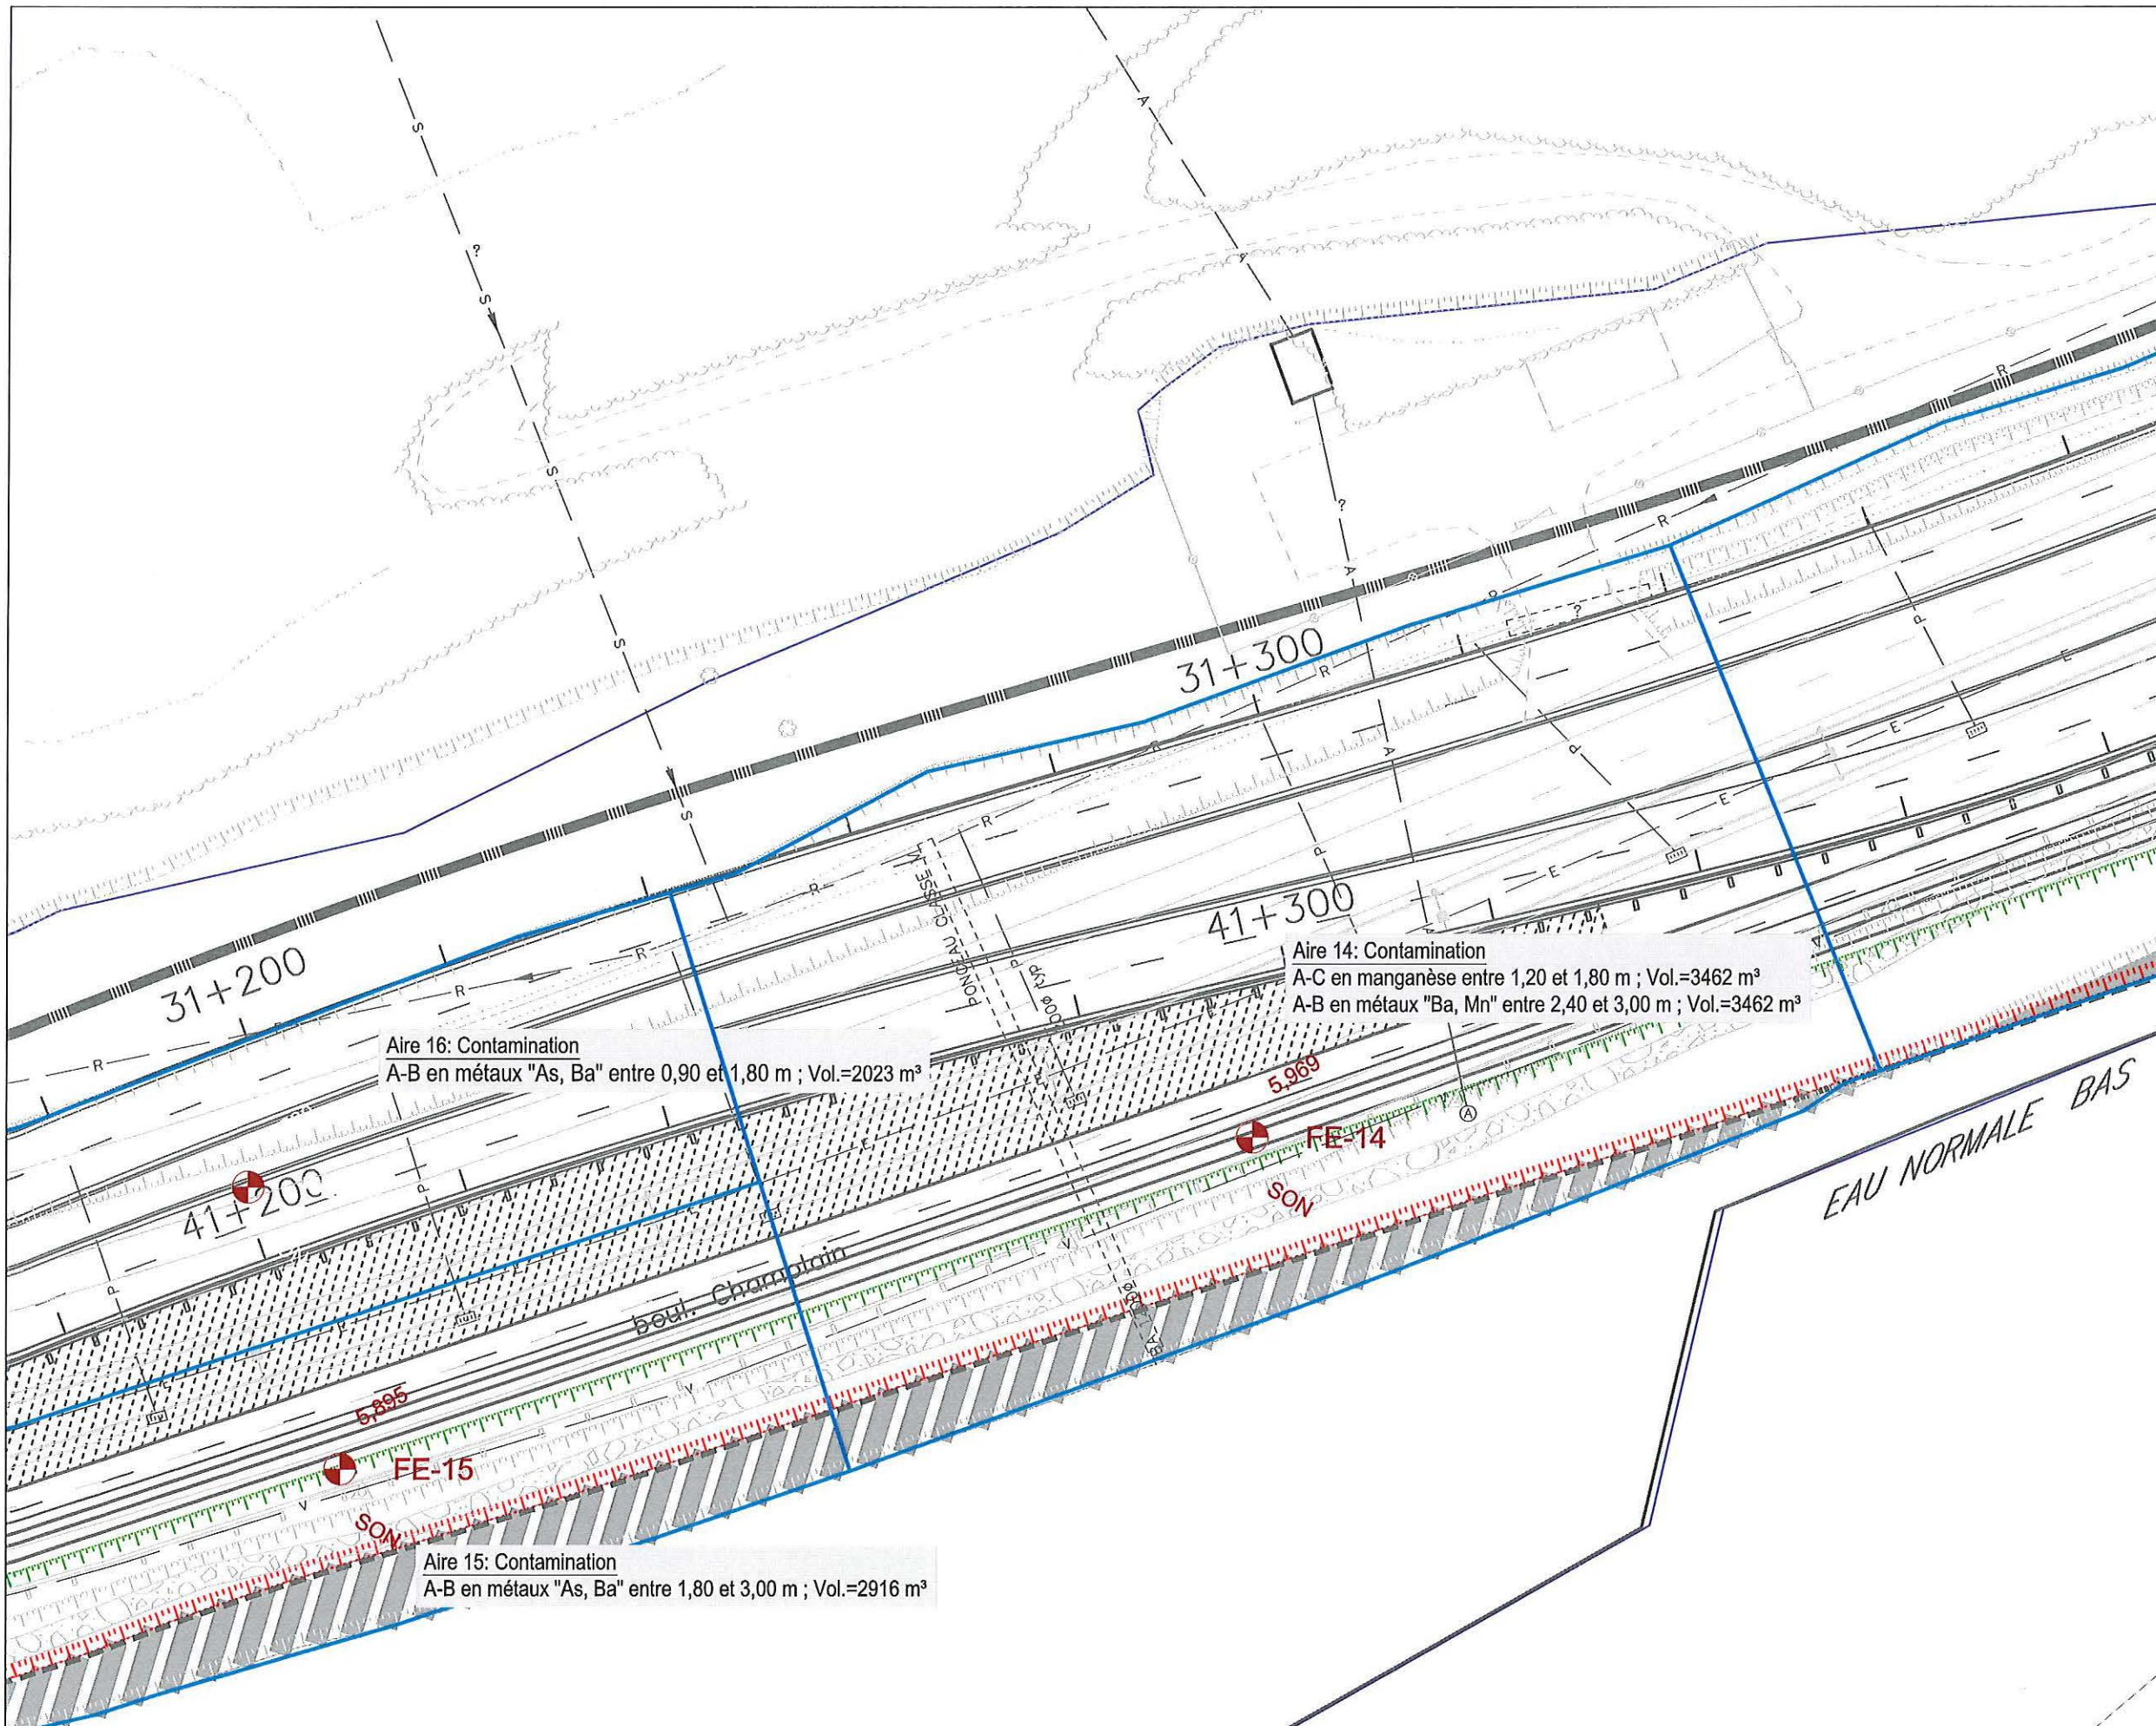 S
?
S
S
S
S
A
A
?
A
A
R
R
R
R
31+300
31+200
R
R
R
R
P
P
P
E
E
E
E
PONCEAU CLASSE
41+300
Aire 14: Contamination
A-C en manganèse entre 1,20 et 1,80 m ; Vol.=3462 m³
A-B en métaux "Ba, Mn" entre 2,40 et 3,00 m ; Vol.=3462 m³
Aire 16: Contamination
A-B en métaux "As, Ba" entre 0,90 et 1,80 m ; Vol.=2023 m³
5,969
A
FE-14
SON
EAU NORMALE BAS
41+200
P
P
boul. Champlain
5,895
V
V
V
FE-15
SON
Aire 15: Contamination
A-B en métaux "As, Ba" entre 1,80 et 3,00 m ; Vol.=2916 m³